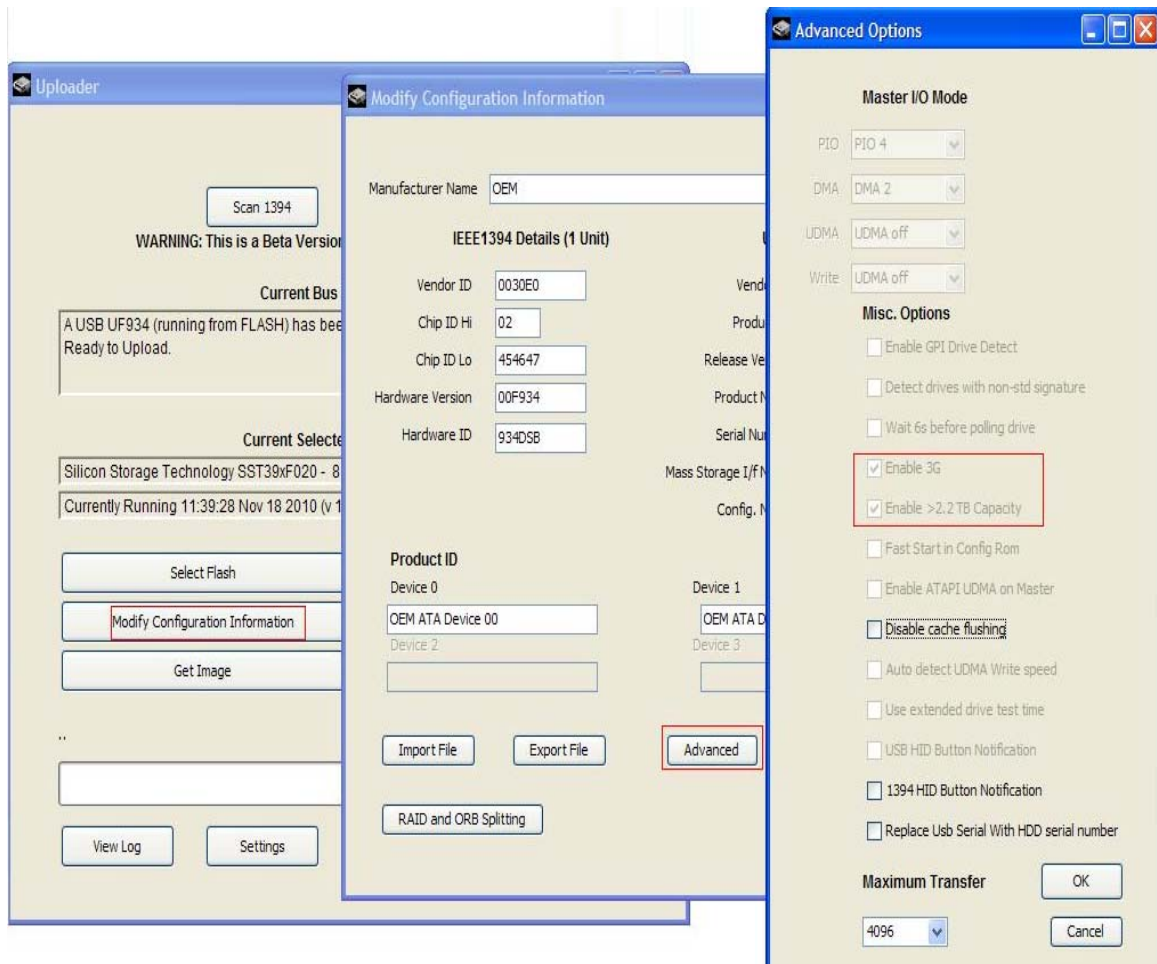 Uploader
Scan 1394
WARNING: This is a Beta Version
Current Bus
A USB UF934 (running from FLASH) has bee
Ready to Upload.
Current Selecte
Silicon Storage Technology SST39xF020 - 8
Currently Running 11:39:28 Nov 18 2010 (v 1
Select Flash
Modify Configuration Information
Get Image
..
View Log
Settings
Modify Configuration Information
Manufacturer Name OEM
IEEE1394 Details (1 Unit)
Vendor ID 0030E0
Chip ID Hi 02
Chip ID Lo 454647
Hardware Version 00F934
Hardware ID 934DSB
Vend
Produ
Release Ve
Product N
Serial Nu
Mass Storage I/f N
Config. N
Product ID
Device 0
Device 1
OEM ATA Device 00
OEM ATA D
Device 2
Device 3
Import File
Export File
Advanced
RAID and ORB Splitting
Advanced Options
Master I/O Mode
PIO PIO 4
DMA DMA 2
UDMA UDMA off
Write UDMA off
Misc. Options
Enable GPI Drive Detect
Detect drives with non-std signature
Wait 6s before polling drive
Enable 3G
Enable >2.2 TB Capacity
Fast Start in Config Rom
Enable ATAPI UDMA on Master
Disable cache flushing
Auto detect UDMA Write speed
Use extended drive test time
USB HID Button Notification
1394 HID Button Notification
Replace Usb Serial With HDD serial number
Maximum Transfer
OK
4096
Cancel